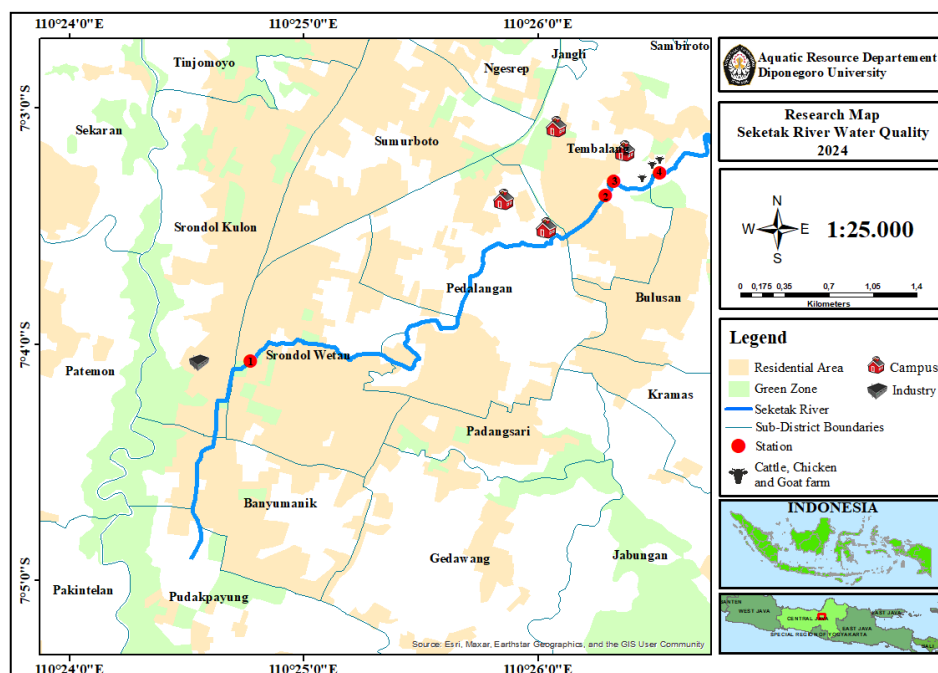 110°24'0"E
110°25'0"E
110°26'0"E
7°3'0"S
7°4'0"S
7°5'0"S
Tinjomoyo
Ngesrep
Jangli
Sambiroto
Sekaran
Sumurboto
Tembalang
Srondol Kulon
Pedalangan
Bulusan
Srondol Wetan
Patemon
Kramas
Padangsari
Banyumanik
Gedawang
Jabungan
Pakintelan
Pudakpayung
1
2
3
4
Source: Esri, Maxar, Earthstar Geographics, and the GIS User Community
110°24'0"E
110°25'0"E
110°26'0"E
Aquatic Resource Departement
Diponegoro University
Research Map
Seketak River Water Quality
2024
N
W
E
S
1:25.000
0 0,175 0,35 0,7 1,05 1,4
Kilometers
Legend
Residential Area
Green Zone
Seketak River
Sub-District Boundaries
Station
Cattle, Chicken
and Goat farm
Campus
Industry
INDONESIA
WEST JAVA
EAST JAVA
SPECIAL REGION OF YOGYAKARTA
EAST JAVA